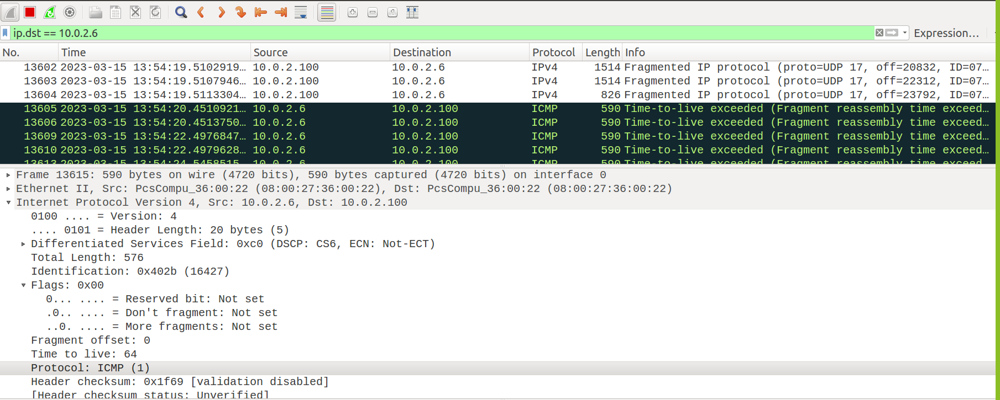 ip.dst == 10.0.2.6 Expression…
No. Time Source Destination Protocol Length Info
13602 2023-03-15 13:54:19.5102919… 10.0.2.100 10.0.2.6 IPv4 1514 Fragmented IP protocol (proto=UDP 17, off=20832, ID=07…
13603 2023-03-15 13:54:19.5107946… 10.0.2.100 10.0.2.6 IPv4 1514 Fragmented IP protocol (proto=UDP 17, off=22312, ID=07…
13604 2023-03-15 13:54:19.5113304… 10.0.2.100 10.0.2.6 IPv4 826 Fragmented IP protocol (proto=UDP 17, off=23792, ID=07…
13605 2023-03-15 13:54:20.4510921… 10.0.2.6 10.0.2.100 ICMP 590 Time-to-live exceeded (Fragment reassembly time exceed…
13606 2023-03-15 13:54:20.4513750… 10.0.2.6 10.0.2.100 ICMP 590 Time-to-live exceeded (Fragment reassembly time exceed…
13609 2023-03-15 13:54:22.4976847… 10.0.2.6 10.0.2.100 ICMP 590 Time-to-live exceeded (Fragment reassembly time exceed…
13610 2023-03-15 13:54:22.4979628… 10.0.2.6 10.0.2.100 ICMP 590 Time-to-live exceeded (Fragment reassembly time exceed…
13613 2023-03-15 13:54:24.5458515… 10.0.2.6 10.0.2.100 ICMP 590 Time-to-live exceeded (Fragment reassembly time exceed…
Frame 13615: 590 bytes on wire (4720 bits), 590 bytes captured (4720 bits) on interface 0
Ethernet II, Src: PcsCompu_36:00:22 (08:00:27:36:00:22), Dst: PcsCompu_36:00:22 (08:00:27:36:00:22)
Internet Protocol Version 4, Src: 10.0.2.6, Dst: 10.0.2.100
0100 .... = Version: 4
.... 0101 = Header Length: 20 bytes (5)
Differentiated Services Field: 0xc0 (DSCP: CS6, ECN: Not-ECT)
Total Length: 576
Identification: 0x402b (16427)
Flags: 0x00
0... .... = Reserved bit: Not set
.0.. .... = Don't fragment: Not set
..0. .... = More fragments: Not set
Fragment offset: 0
Time to live: 64
Protocol: ICMP (1)
Header checksum: 0x1f69 [validation disabled]
[Header checksum status: Unverified]